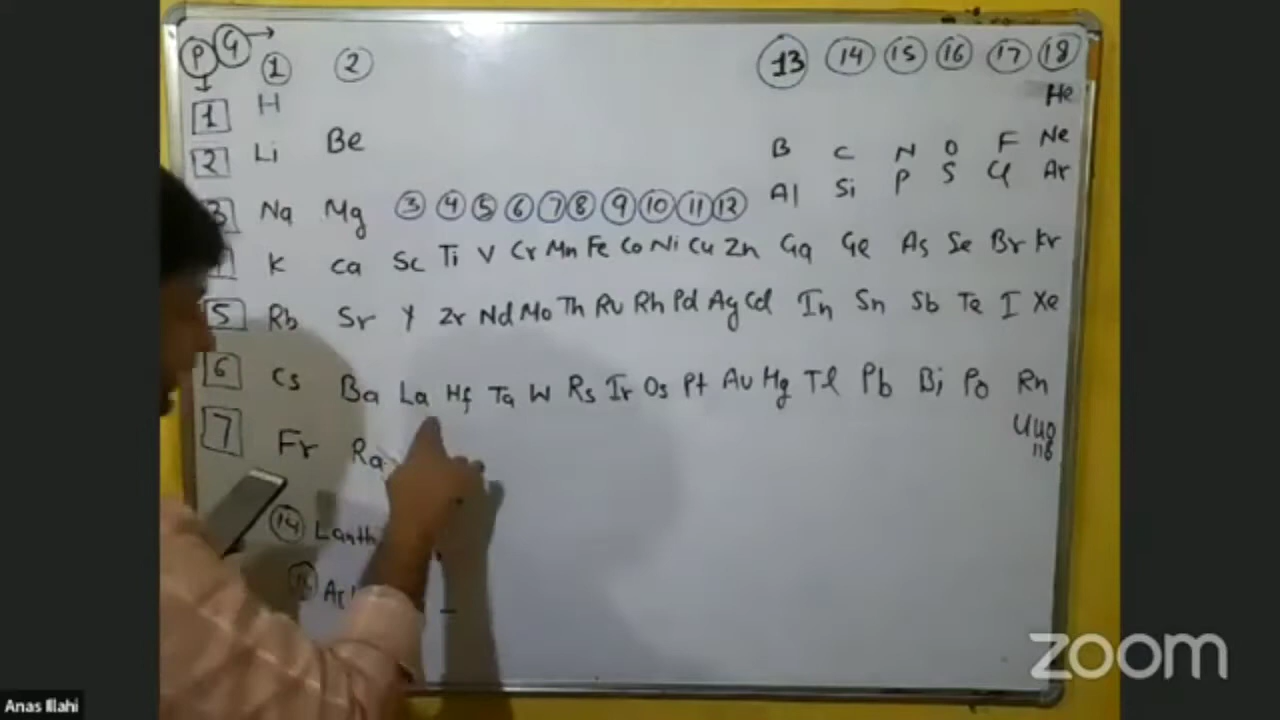 P G → 1 2 13 14 15 16 17 18
1 H He
2 Li Be B C N O F Ne
3 Na Mg 3 4 5 6 7 8 9 10 11 12 Al Si P S Cl Ar
K Ca Sc Ti V Cr Mn Fe Co Ni Cu Zn Ga Ge As Se Br Kr
5 Rb Sr Y Zr Nd Mo Th Ru Rh Pd Ag Cd In Sn Sb Te I Xe
6 Cs Ba La Hf Ta W Rs Ir Os Pt Au Hg Tl Pb Bi Po Rn
7 Fr Ra Uuo
118
14 Lanth
zoom
Anas Illahi